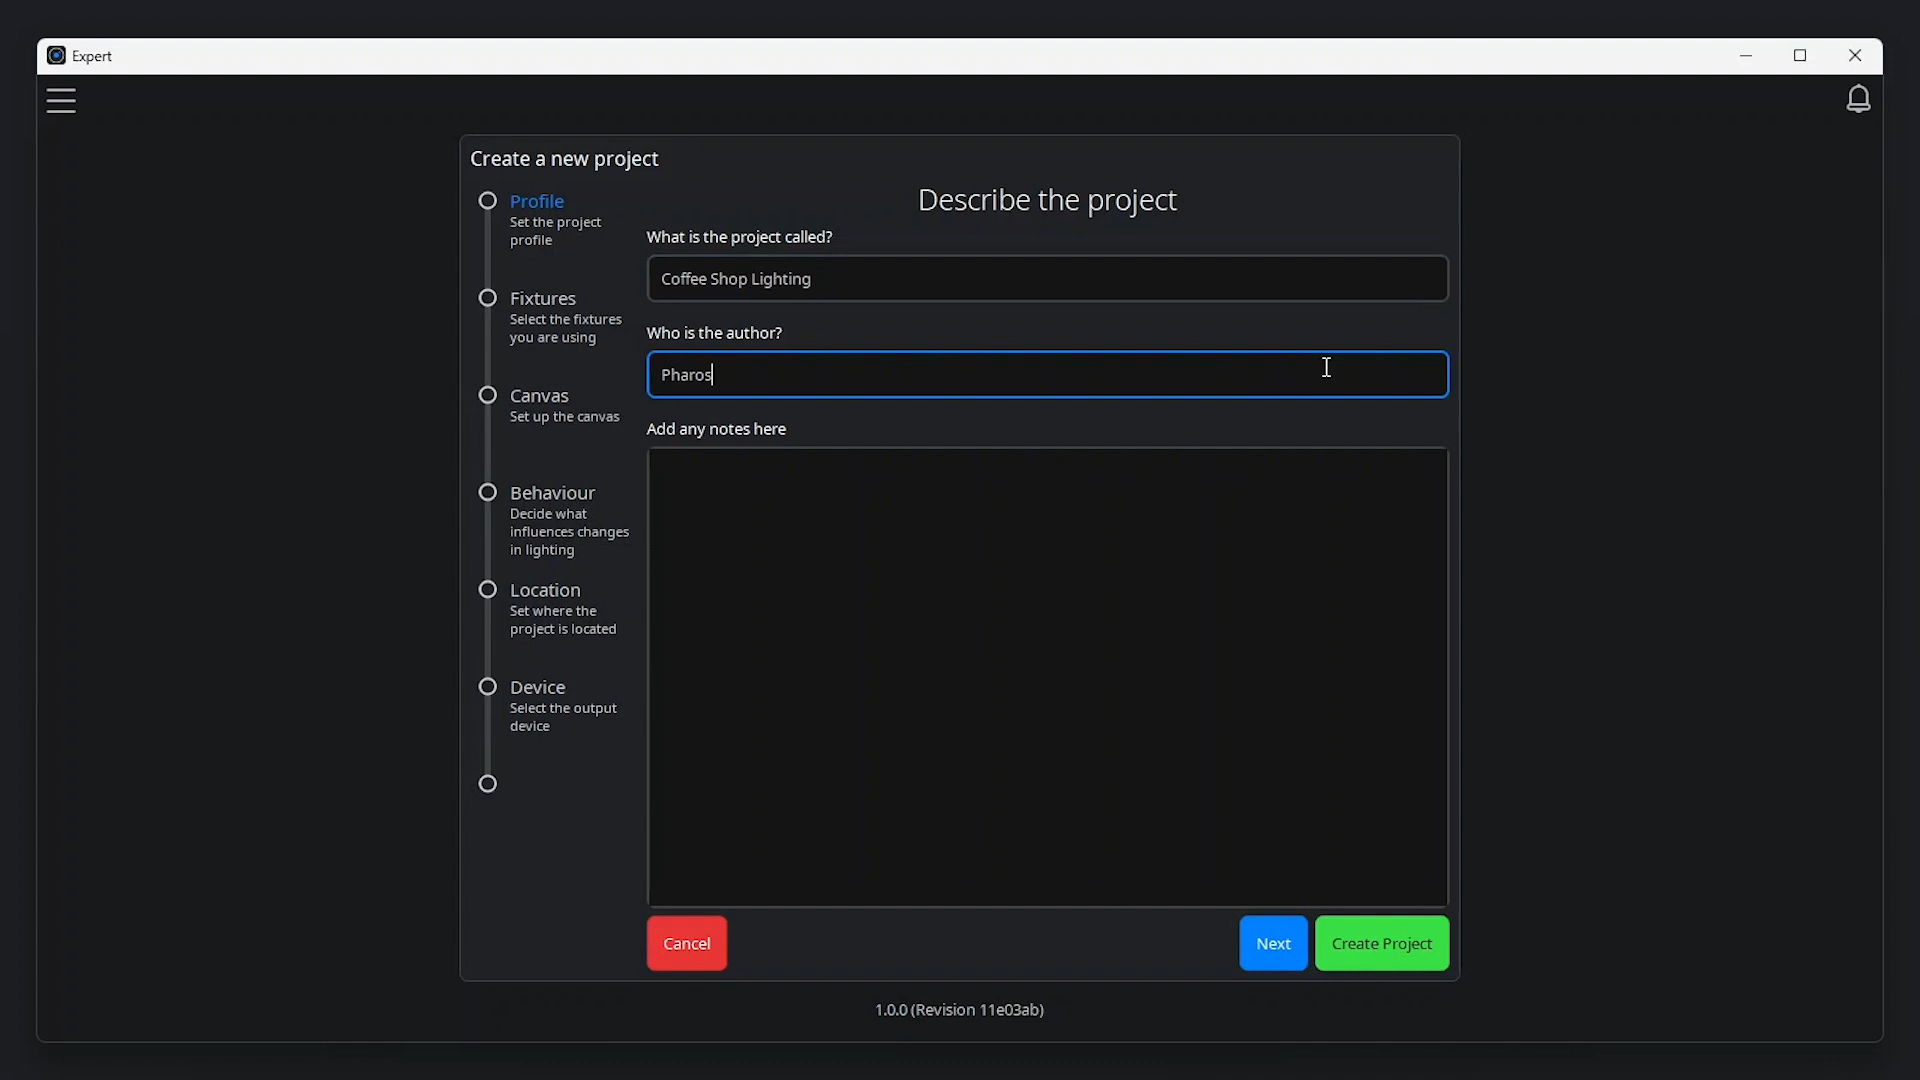 Expert
Create a new project
Profile
Set the project
profile
Fixtures
Select the fixtures
you are using
Canvas
Set up the canvas
Behaviour
Decide what
influences changes
in lighting
Location
Set where the
project is located
Device
Select the output
device
Describe the project
What is the project called?
Coffee Shop Lighting
Who is the author?
Pharos
Add any notes here
Cancel
Next
Create Project
1.0.0 (Revision 11e03ab)